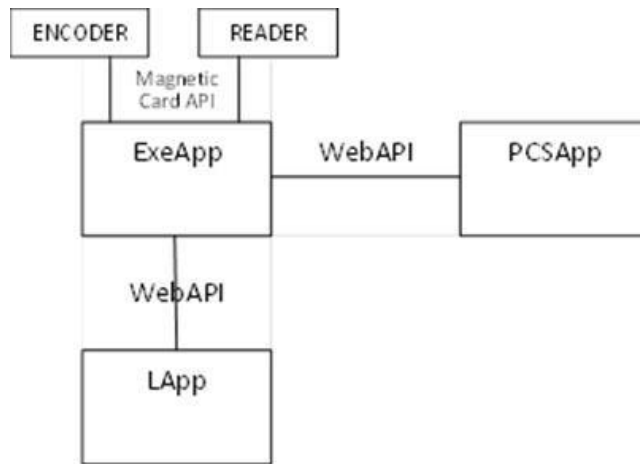 ENCODER
READER
Magnetic
Card API
ExeApp
WebAPI
PCSApp
WebAPI
LApp